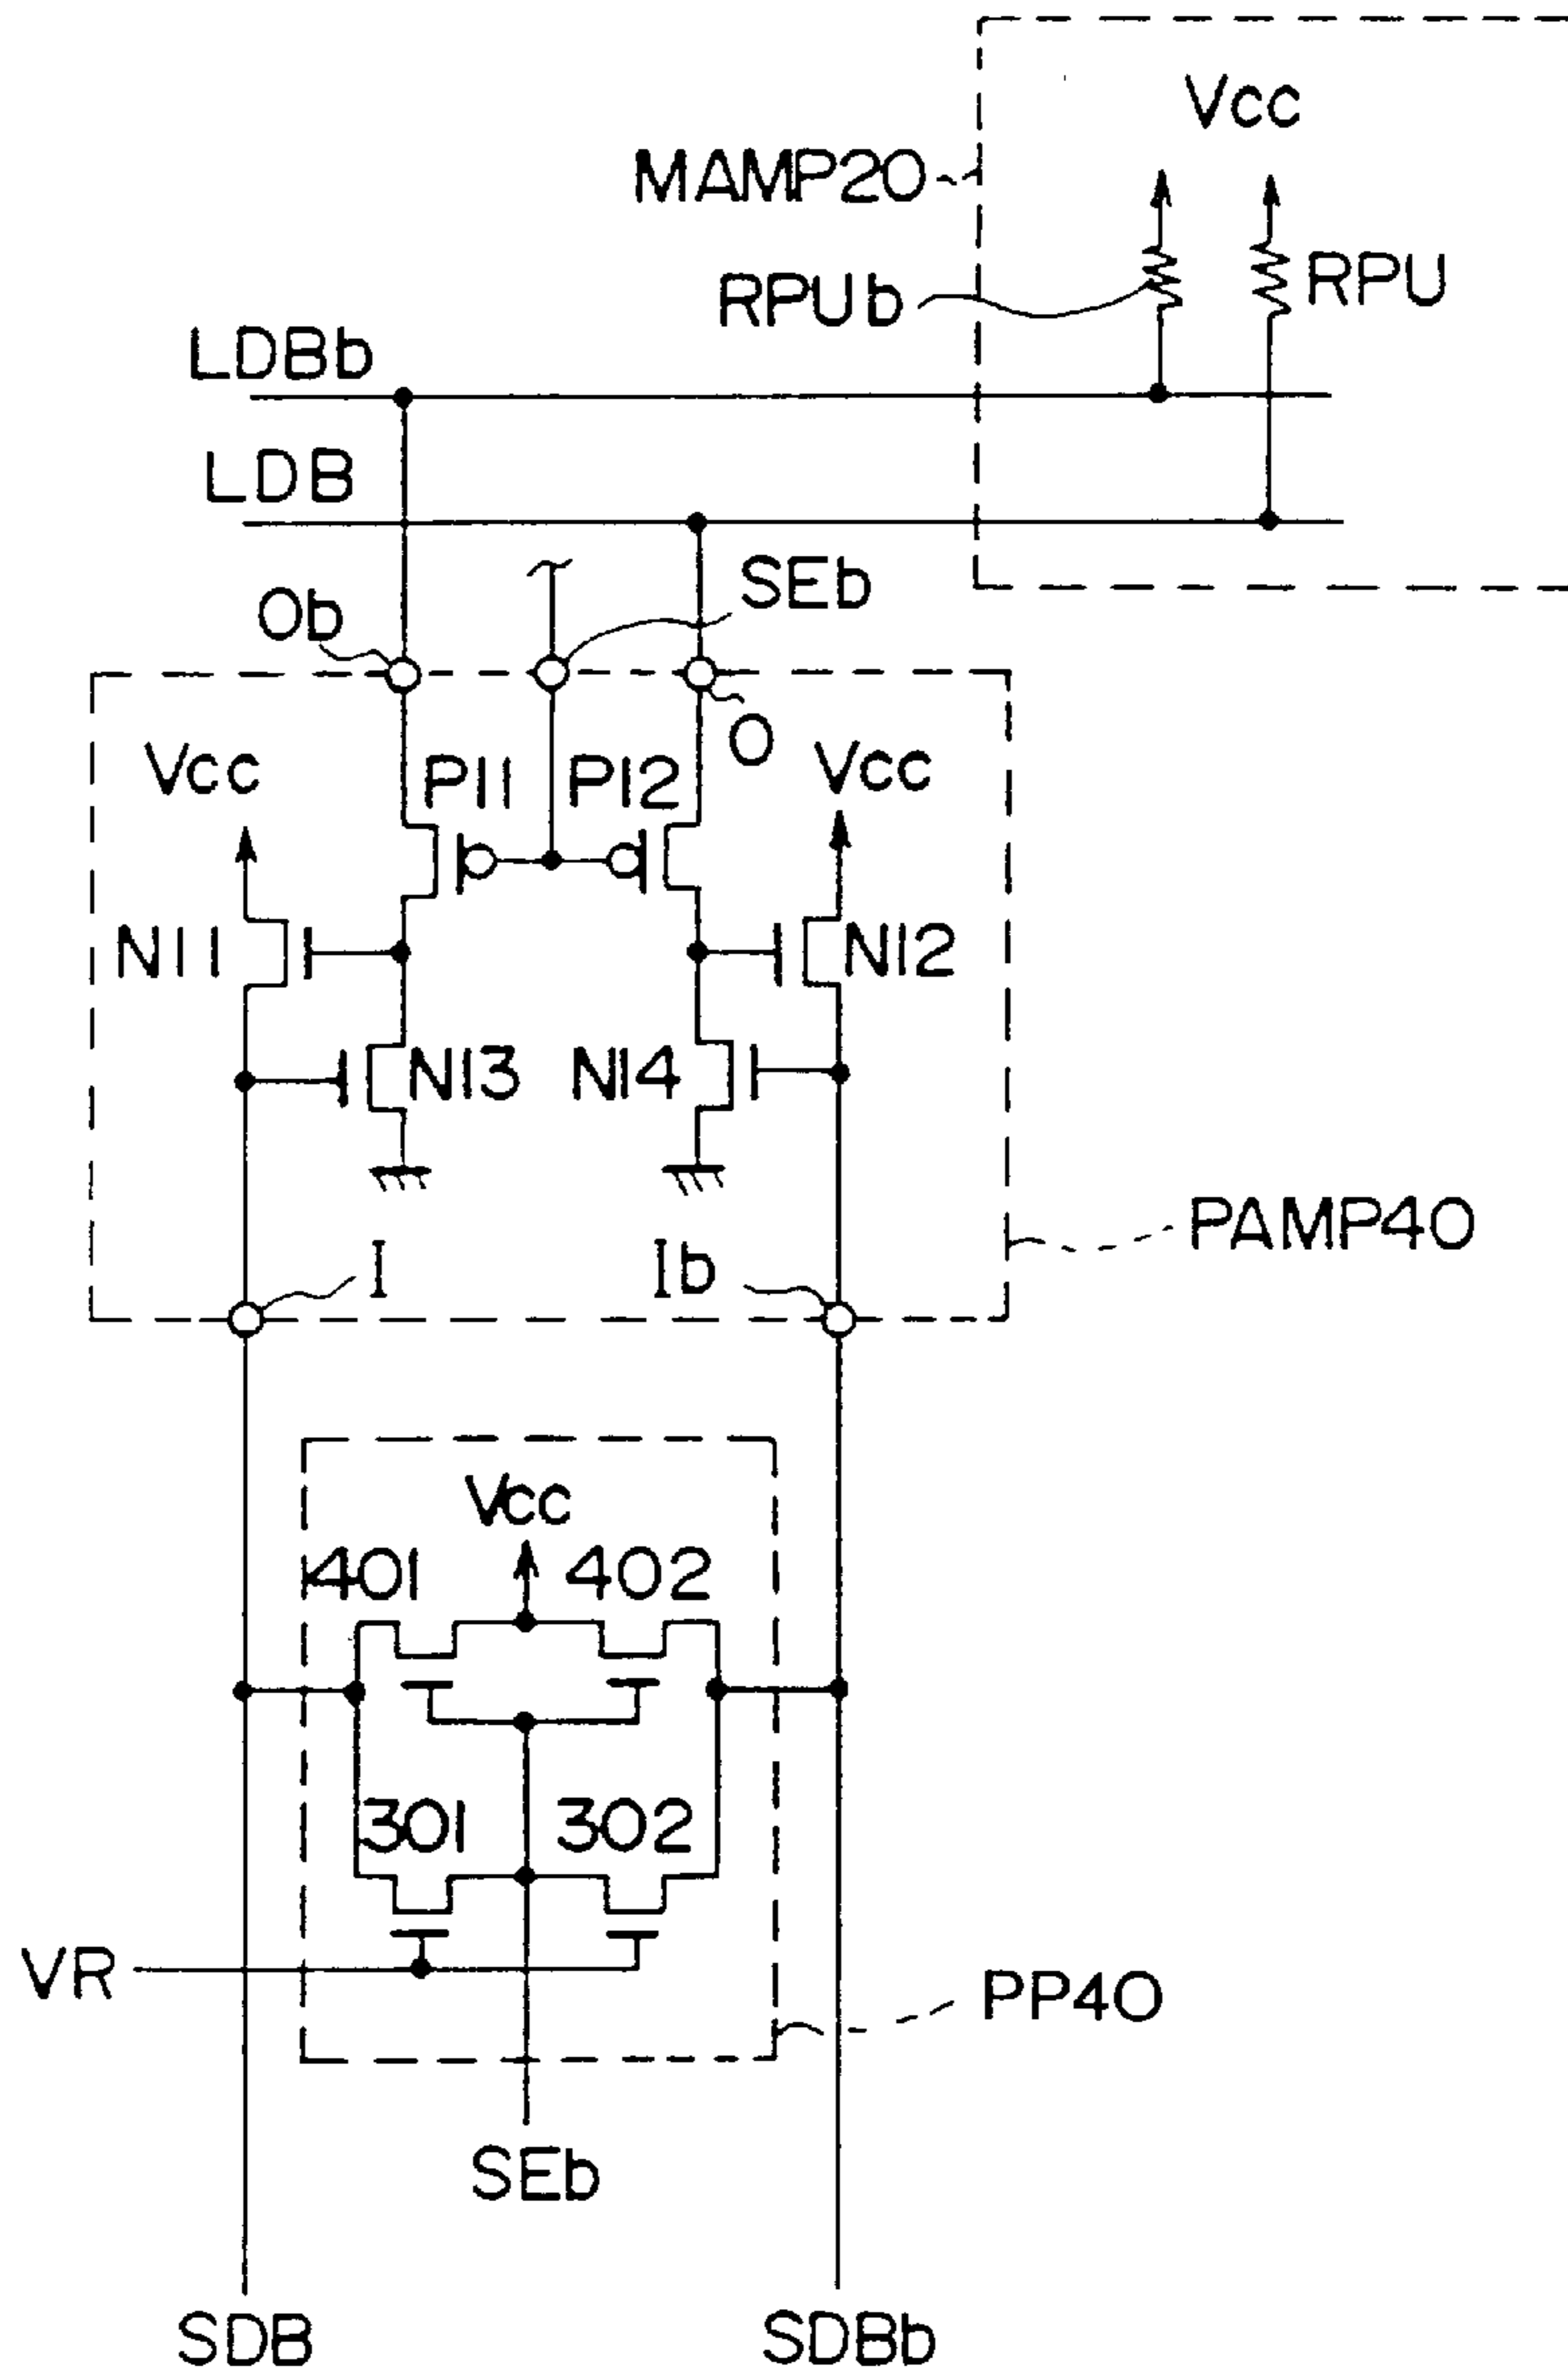 Vcc
MAMP20
RPUb
RPU
LDBb
LDB
SEb
Ob
O
Vcc
P11
P12
Vcc
N11
N12
N13
N14
PAMP40
I
Ib
Vcc
401
402
301
302
VR
PP40
SEb
SDB
SDBb